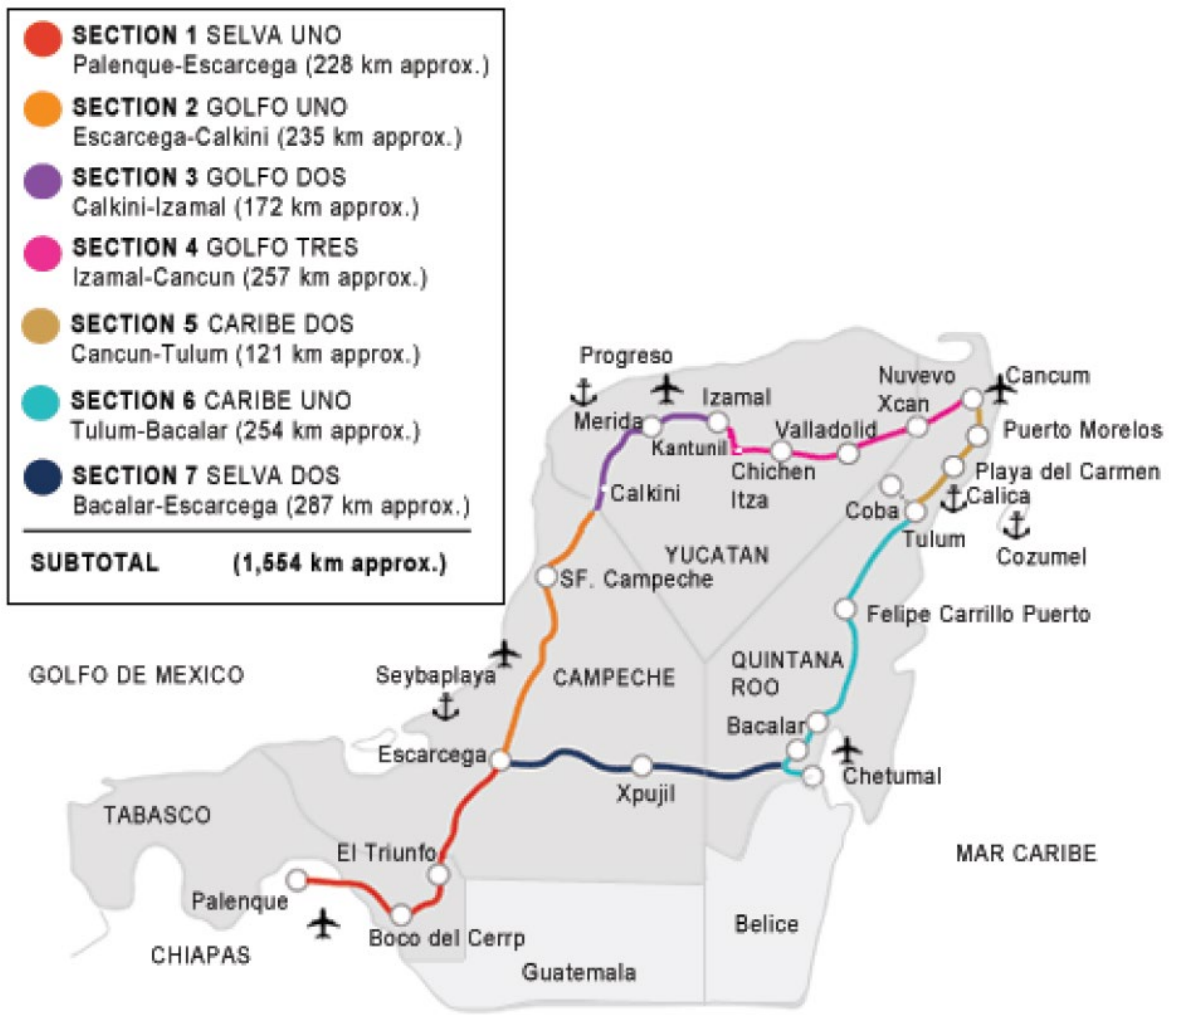 SECTION 1 SELVA UNO
Palenque-Escarcega (228 km approx.)
SECTION 2 GOLFO UNO
Escarcega-Calkini (235 km approx.)
SECTION 3 GOLFO DOS
Calkini-Izamal (172 km approx.)
SECTION 4 GOLFO TRES
Izamal-Cancun (257 km approx.)
SECTION 5 CARIBE DOS
Cancun-Tulum (121 km approx.)
SECTION 6 CARIBE UNO
Tulum-Bacalar (254 km approx.)
SECTION 7 SELVA DOS
Bacalar-Escarcega (287 km approx.)
SUBTOTAL (1,554 km approx.)
Progreso
Merida
Izamal
Kantunil
Chichen
Itza
Valladolid
Nuvevo
Xcan
Cancum
Puerto Morelos
Playa del Carmen
Calica
Coba
Tulum
Cozumel
Calkini
YUCATAN
SF. Campeche
Felipe Carrillo Puerto
GOLFO DE MEXICO
Seybaplaya
CAMPECHE
QUINTANA
ROO
Bacalar
Escarcega
Xpujil
Chetumal
TABASCO
El Triunfo
MAR CARIBE
Palenque
Boco del Cerrp
CHIAPAS
Belice
Guatemala